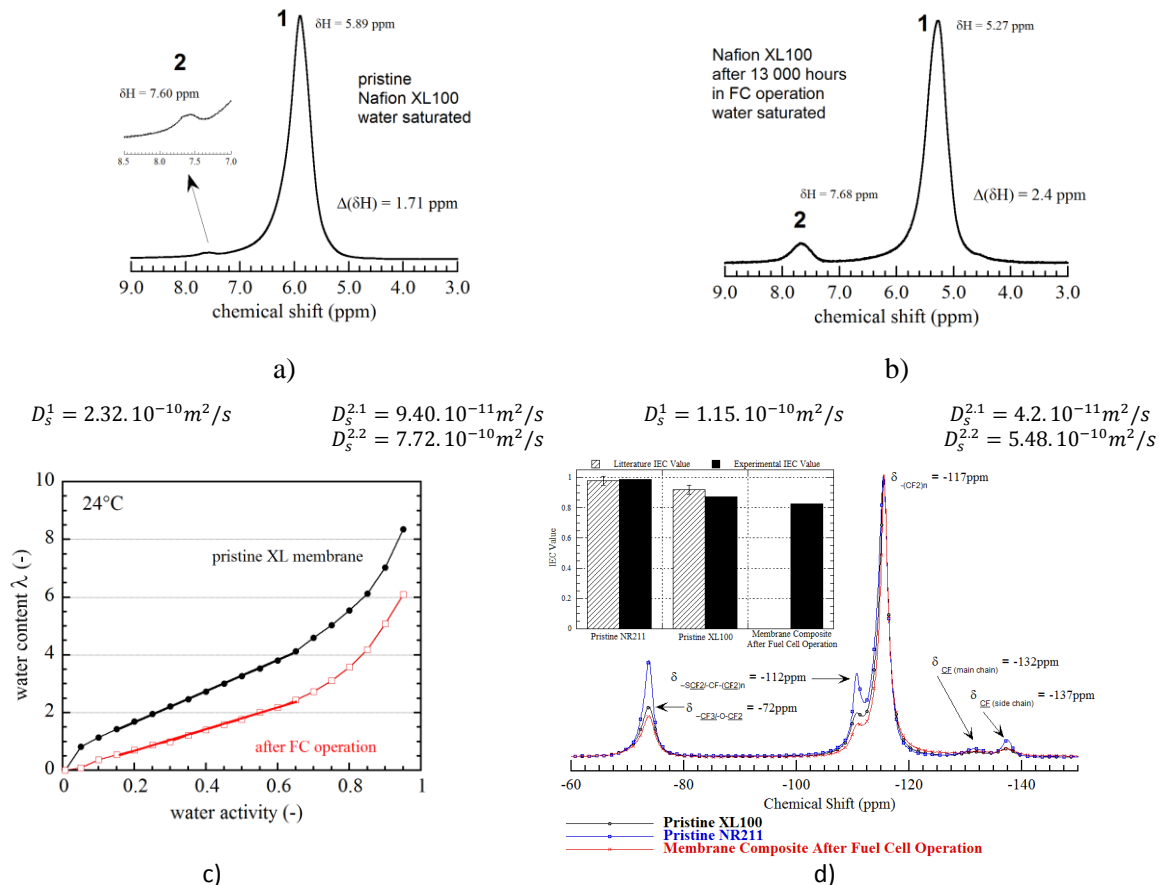 1
δH = 5.89 ppm
2
δH = 7.60 ppm
8.5 8.0 7.5 7.0
pristine
Nafion XL100
water saturated
Δ(δH) = 1.71 ppm
9.0 8.0 7.0 6.0 5.0 4.0 3.0
chemical shift (ppm)
a)
1
δH = 5.27 ppm
Nafion XL100
after 13 000 hours
in FC operation
water saturated
δH = 7.68 ppm
2
Δ(δH) = 2.4 ppm
9.0 8.0 7.0 6.0 5.0 4.0 3.0
chemical shift (ppm)
b)
D_s^1 = 2.32. 10^{-10} m^2/s D_s^{2.1} = 9.40. 10^{-11} m^2/s
D_s^{2.2} = 7.72. 10^{-10} m^2/s
D_s^1 = 1.15. 10^{-10} m^2/s D_s^{2.1} = 4.2. 10^{-11} m^2/s
D_s^{2.2} = 5.48. 10^{-10} m^2/s
10
8
6
4
2
0
water content λ (-)
24°C
pristine XL membrane
after FC operation
0 0.2 0.4 0.6 0.8 1
water activity (-)
c)
Litterature IEC Value Experimental IEC Value
1
0.8
0.6
0.4
0.2
0
IEC Value
Pristine NR211 Pristine XL100 Membrane Composite
After Fuel Cell Operation
δ -(CF2)n = -117ppm
δ –SCF2/-CF-(CF2)n = -112ppm
δ –CF3/-O-CF2 = -72ppm
δ CF (main chain) = -132ppm
δ CF (side chain) = -137ppm
-60 -80 -100 -120 -140
Chemical Shift (ppm)
Pristine XL100
Pristine NR211
Membrane Composite After Fuel Cell Operation
d)